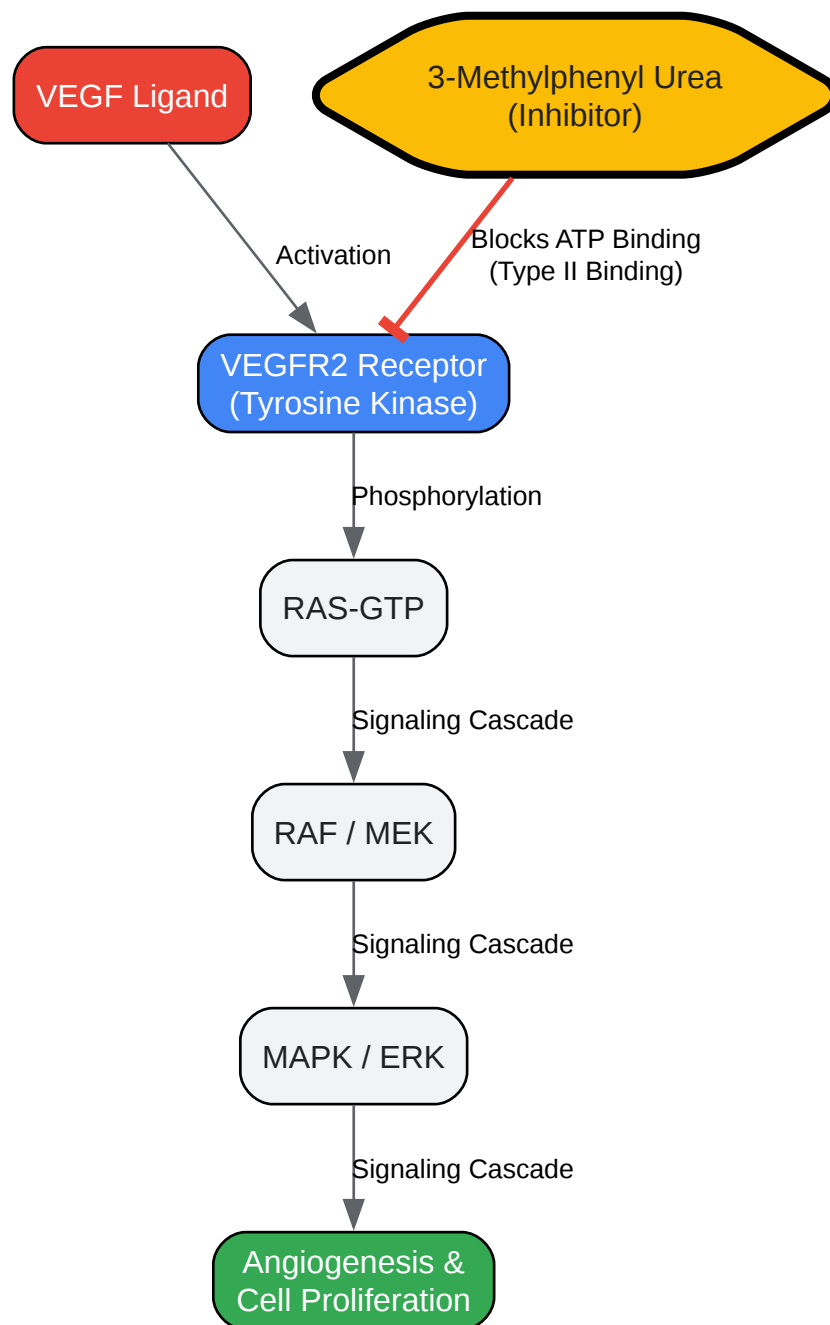 VEGF Ligand
3-Methylphenyl Urea
(Inhibitor)
Activation
Blocks ATP Binding
(Type II Binding)
VEGFR2 Receptor
(Tyrosine Kinase)
Phosphorylation
RAS-GTP
Signaling Cascade
RAF / MEK
Signaling Cascade
MAPK / ERK
Signaling Cascade
Angiogenesis &
Cell Proliferation